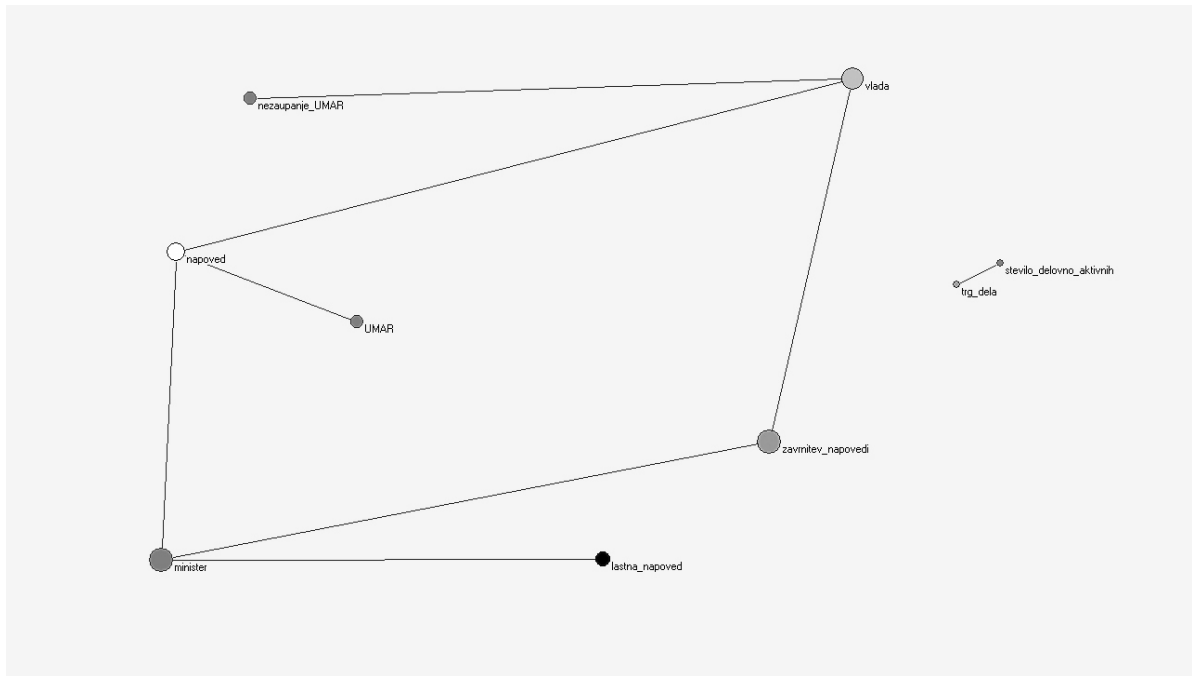 vlada
nezaupanje_UMAR
napoved
stevilo_delovno_aktivnih
trg_dela
UMAR
zavrnitev_napovedi
minister
lastna_napoved